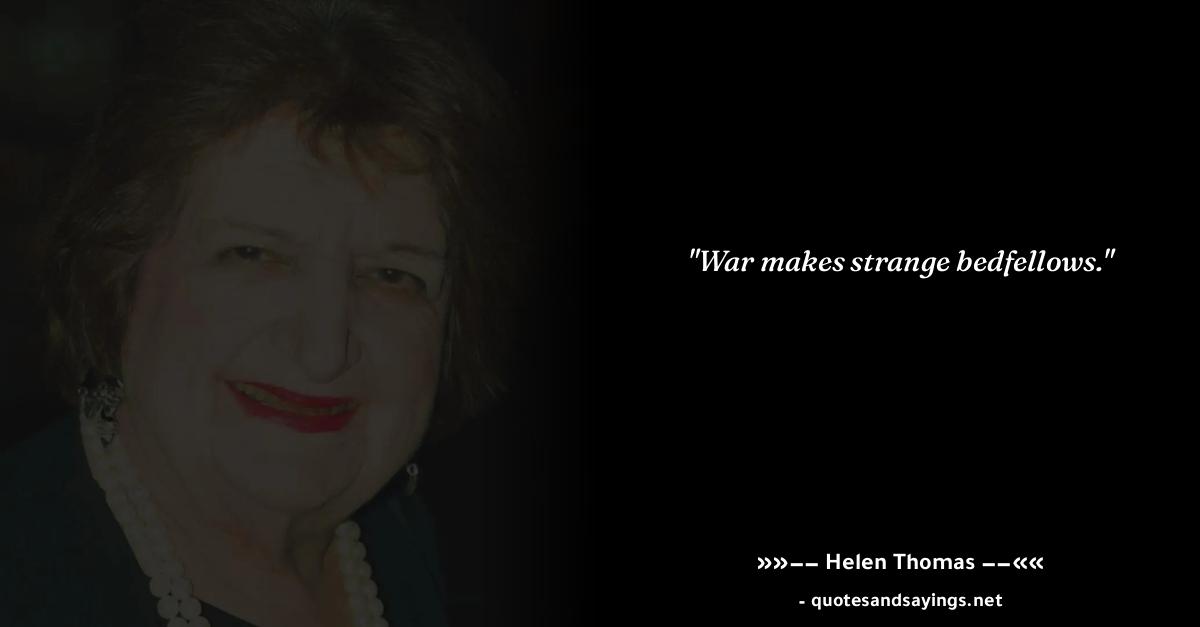 "War makes strange bedfellows."
»»–– Helen Thomas ––««
- quotesandsayings.net